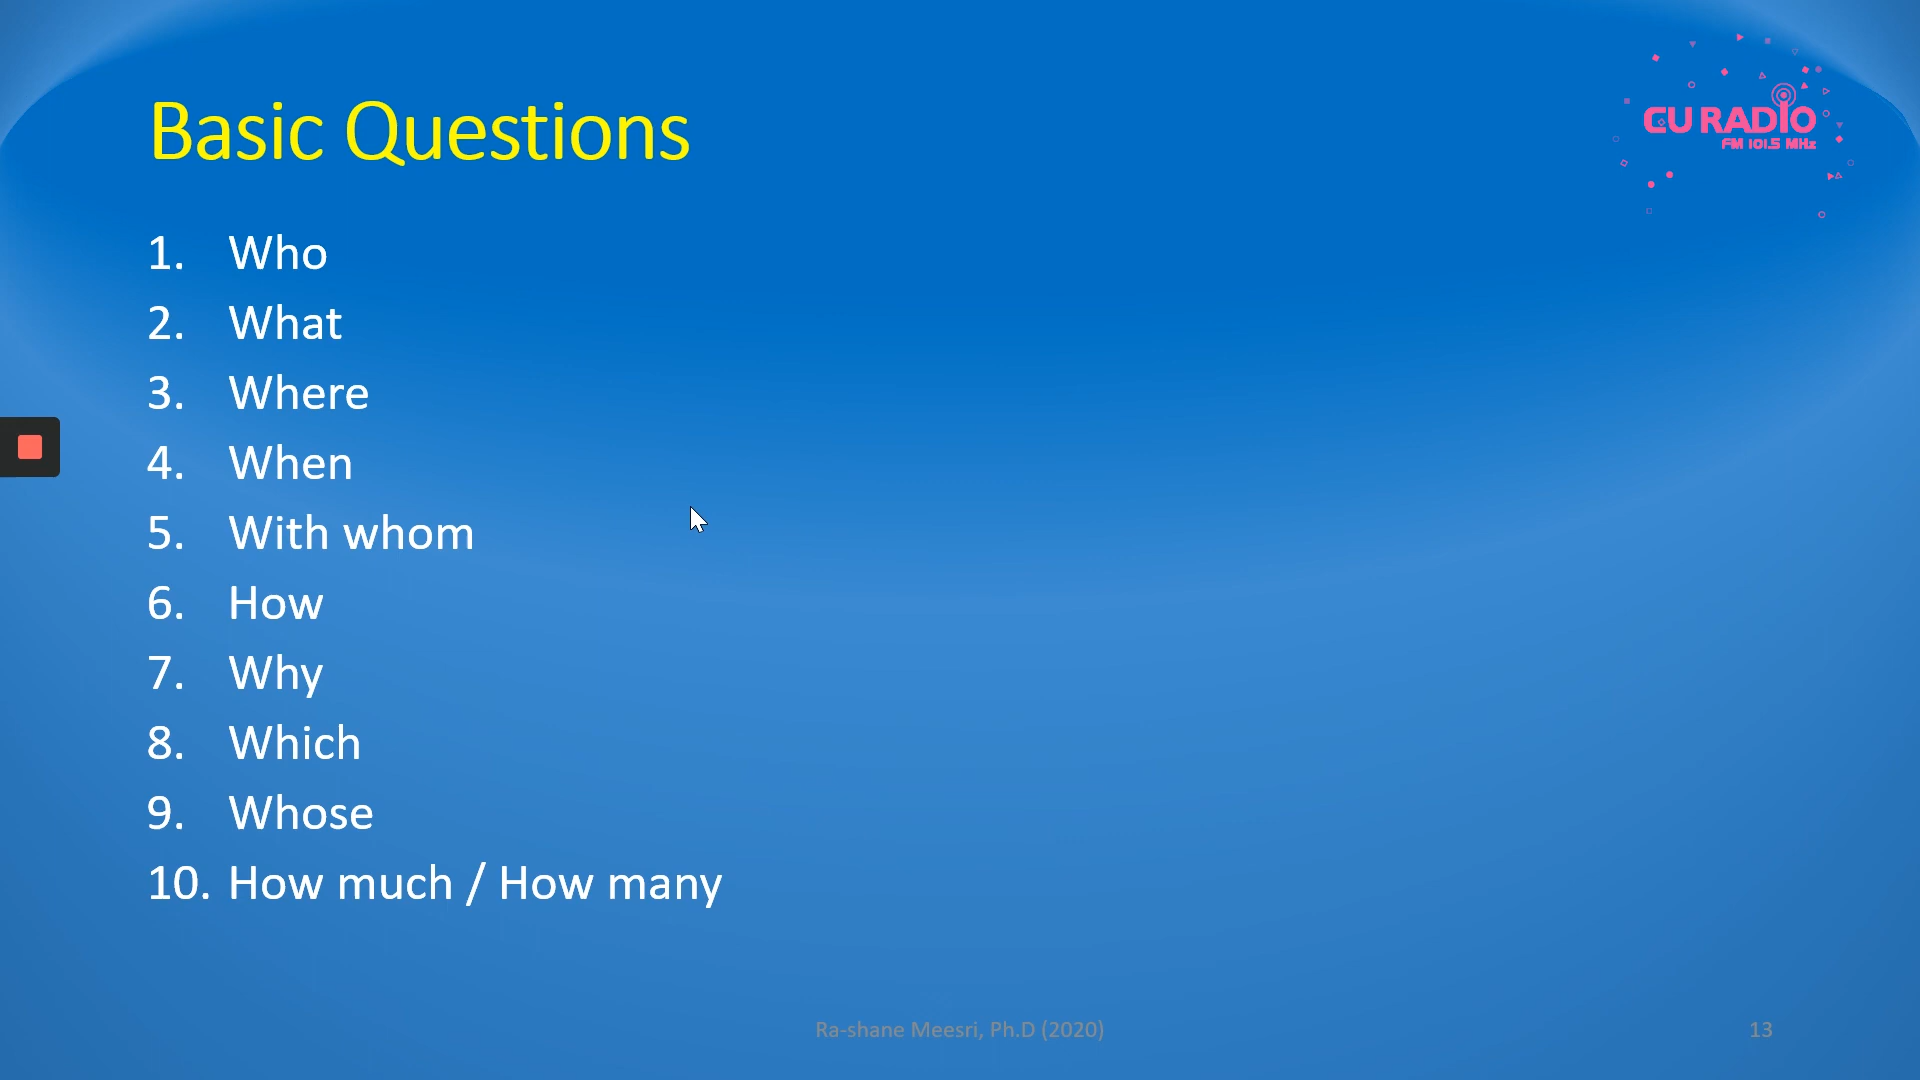 Basic Questions
CU RADIO
FM 101.5 MHz
1. Who
2. What
3. Where
4. When
5. With whom
6. How
7. Why
8. Which
9. Whose
10. How much / How many
Ra-shane Meesri, Ph.D (2020)
13